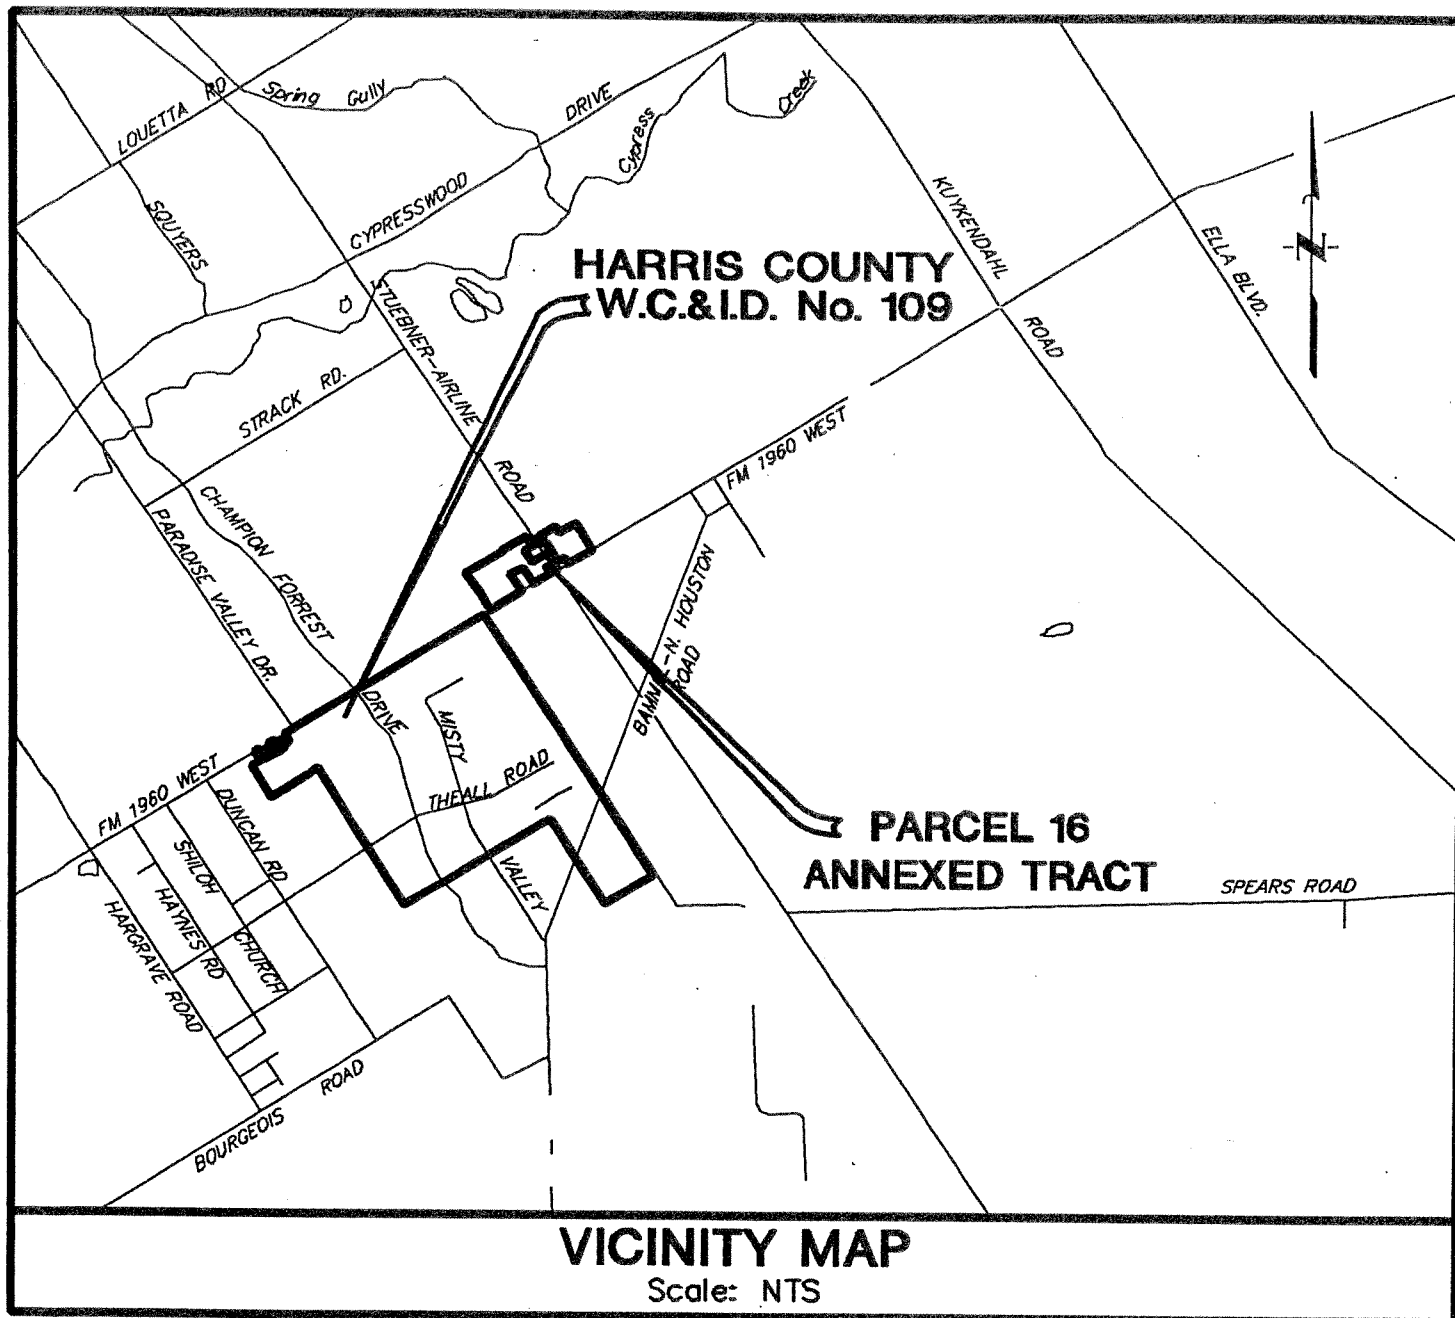 LOUETTA RD
Spring Gully
DRIVE
Cypress
Creek
SQUYERS
CYPRESSWOOD
KUYKENDAHL
ELLA BLVD.
N
HARRIS COUNTY
W.C.&I.D. No. 109
STUEBNER-AIRLINE
ROAD
STRACK RD.
FM 1960 WEST
ROAD
CHAMPION FORREST
PARADISE VALLEY DR.
BAMMEL-N. HOUSTON
ROAD
DRIVE
MISTY
THEALL ROAD
FM 1960 WEST
DUNCAN RD
SHILOH
HAYNES RD
HARGRAVE ROAD
CHURCH
VALLEY
PARCEL 16
ANNEXED TRACT
SPEARS ROAD
BOURGEOIS
ROAD
VICINITY MAP
Scale: NTS